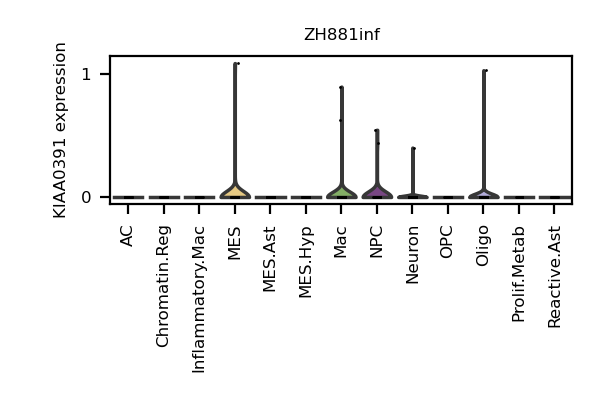 ZH881inf
KIAA0391 expression
1
0
AC
Chromatin.Reg
Inflammatory.Mac
MES
MES.Ast
MES.Hyp
Mac
NPC
Neuron
OPC
Oligo
Prolif.Metab
Reactive.Ast